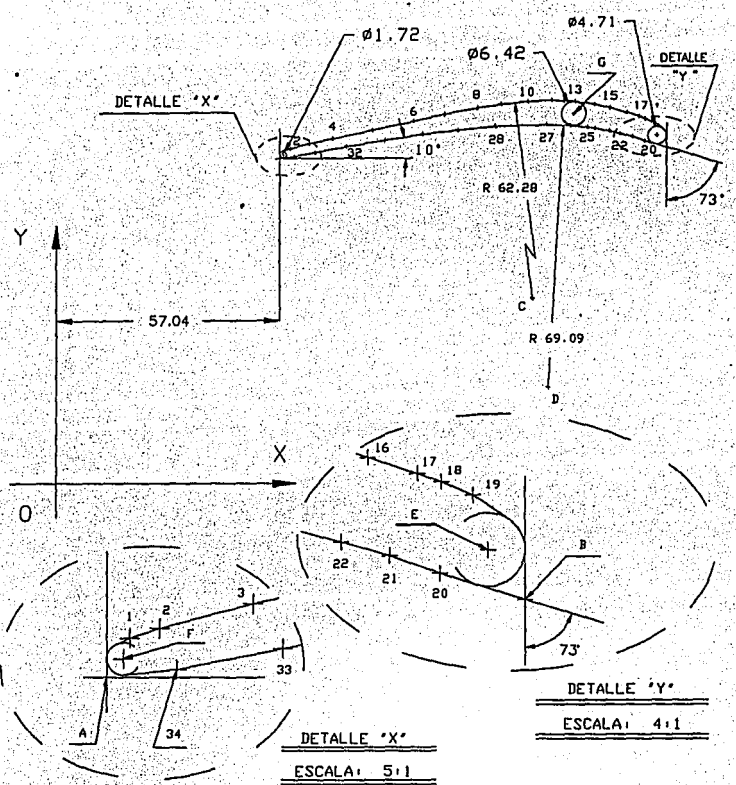 ø1.72
ø4.71
ø6.42
G
DETALLE "Y"
DETALLE "X"
2
4
6
8
10
13
15
17
32
10°
28
27
25
22
20
R 62.28
73°
Y
C
57.04
R 69.09
D
X
O
16
17
18
19
E
B
22
21
20
73°
1
2
3
F
33
A
34
DETALLE "Y"
ESCALA: 4:1
DETALLE "X"
ESCALA: 5:1